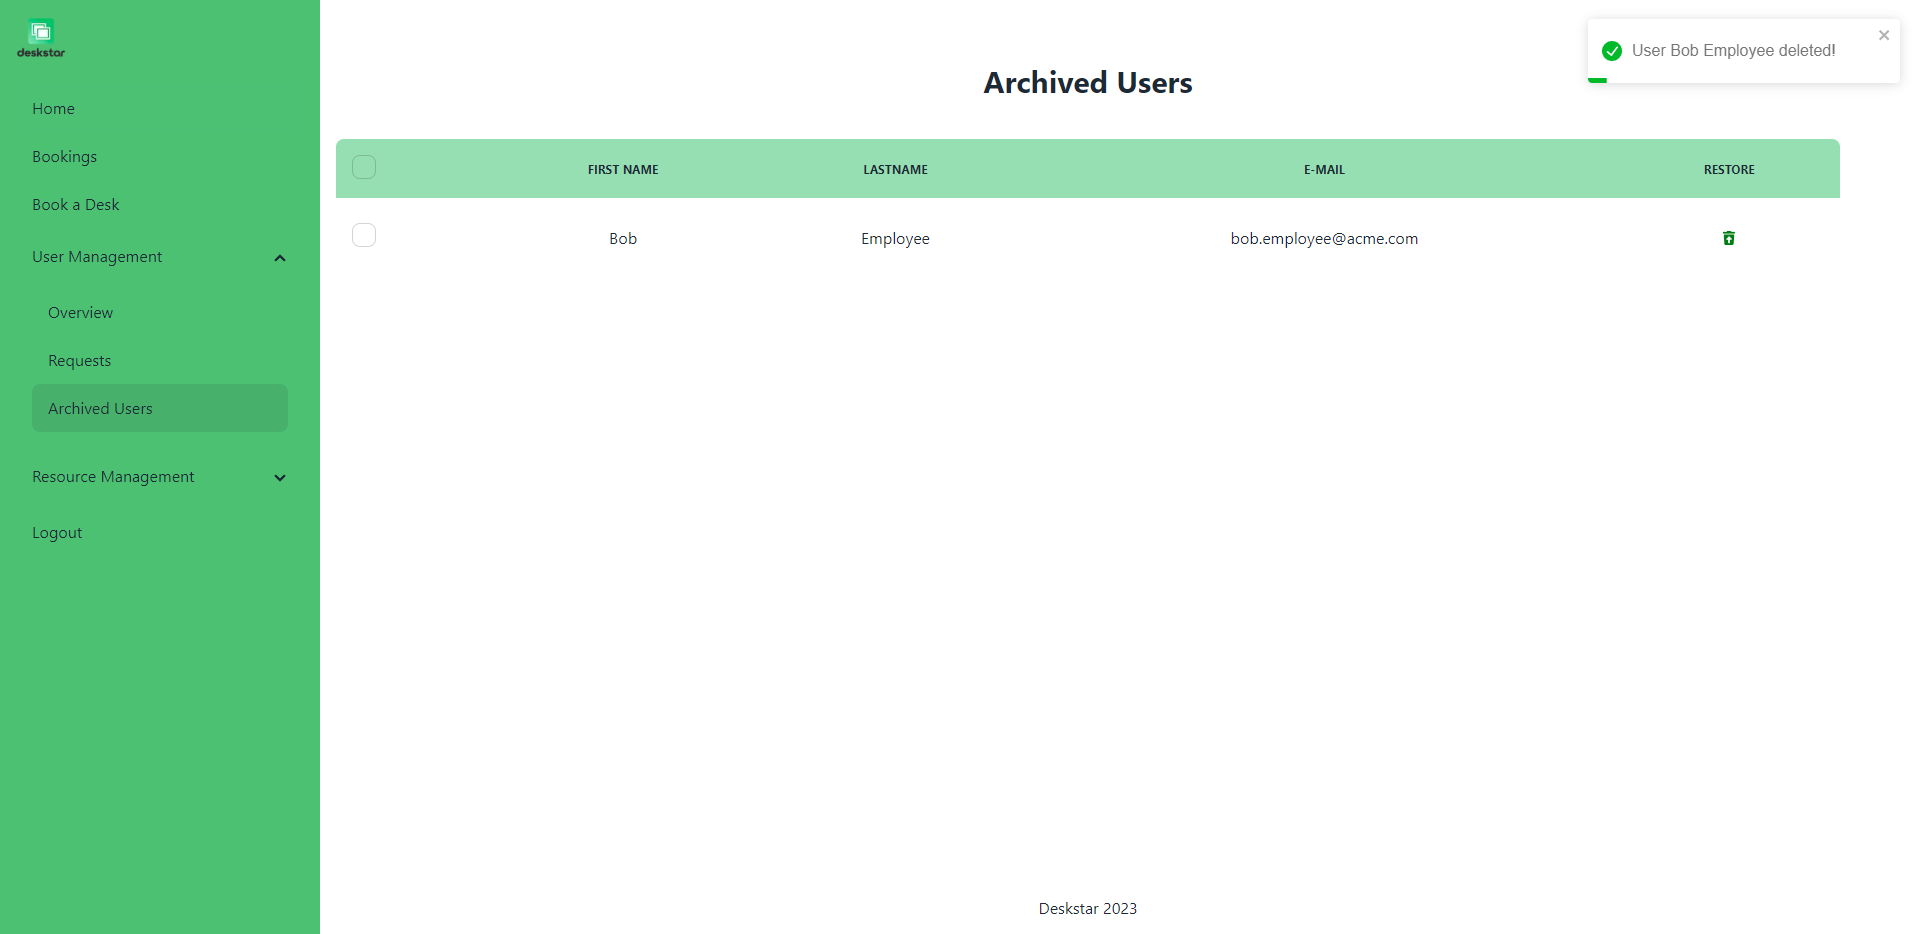 deskstar
Home
Bookings
Book a Desk
User Management
Overview
Requests
Archived Users
Resource Management
Logout
User Bob Employee deleted!
Archived Users
FIRST NAME LASTNAME E-MAIL RESTORE
Bob Employee bob.employee@acme.com
Deskstar 2023